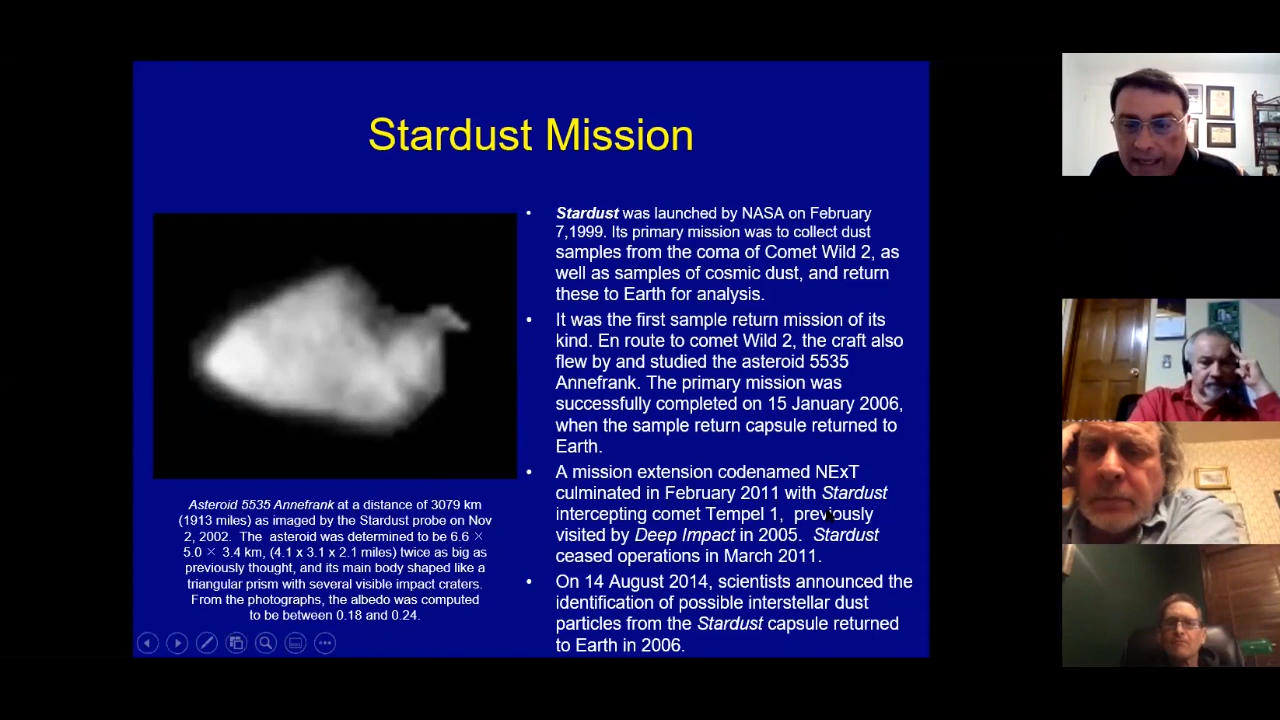 Stardust Mission
• Stardust was launched by NASA on February
7,1999. Its primary mission was to collect dust
samples from the coma of Comet Wild 2, as
well as samples of cosmic dust, and return
these to Earth for analysis.
• It was the first sample return mission of its
kind. En route to comet Wild 2, the craft also
flew by and studied the asteroid 5535
Annefrank. The primary mission was
successfully completed on 15 January 2006,
when the sample return capsule returned to
Earth.
• A mission extension codenamed NExT
culminated in February 2011 with Stardust
intercepting comet Tempel 1, previously
visited by Deep Impact in 2005. Stardust
ceased operations in March 2011.
• On 14 August 2014, scientists announced the
identification of possible interstellar dust
particles from the Stardust capsule returned
to Earth in 2006.
Asteroid 5535 Annefrank at a distance of 3079 km
(1913 miles) as imaged by the Stardust probe on Nov
2, 2002. The asteroid was determined to be 6.6 ×
5.0 × 3.4 km, (4.1 x 3.1 x 2.1 miles) twice as big as
previously thought, and its main body shaped like a
triangular prism with several visible impact craters.
From the photographs, the albedo was computed
to be between 0.18 and 0.24.